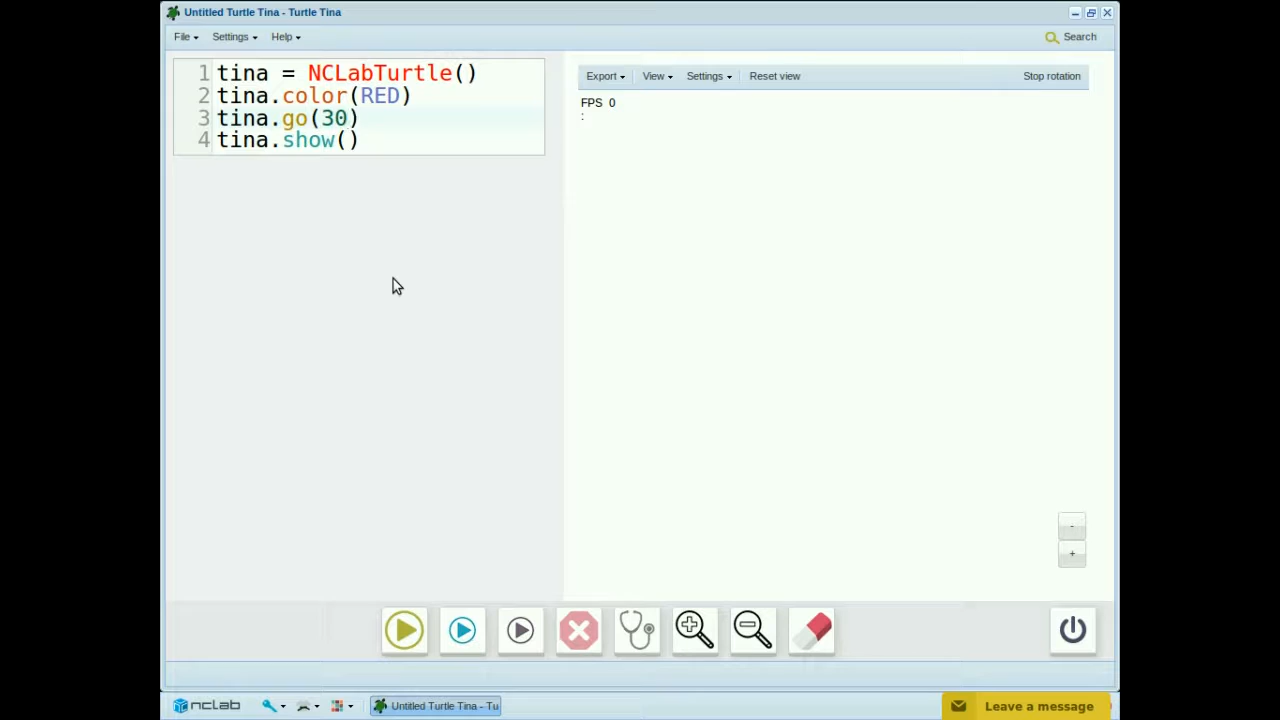 Untitled Turtle Tina - Turtle Tina
File Settings Help Search
1 tina = NCLabTurtle()
2 tina.color(RED)
3 tina.go(30)
4 tina.show()
Export View Settings Reset view Stop rotation
FPS 0
:
-
+
nclab Untitled Turtle Tina - Tu Leave a message